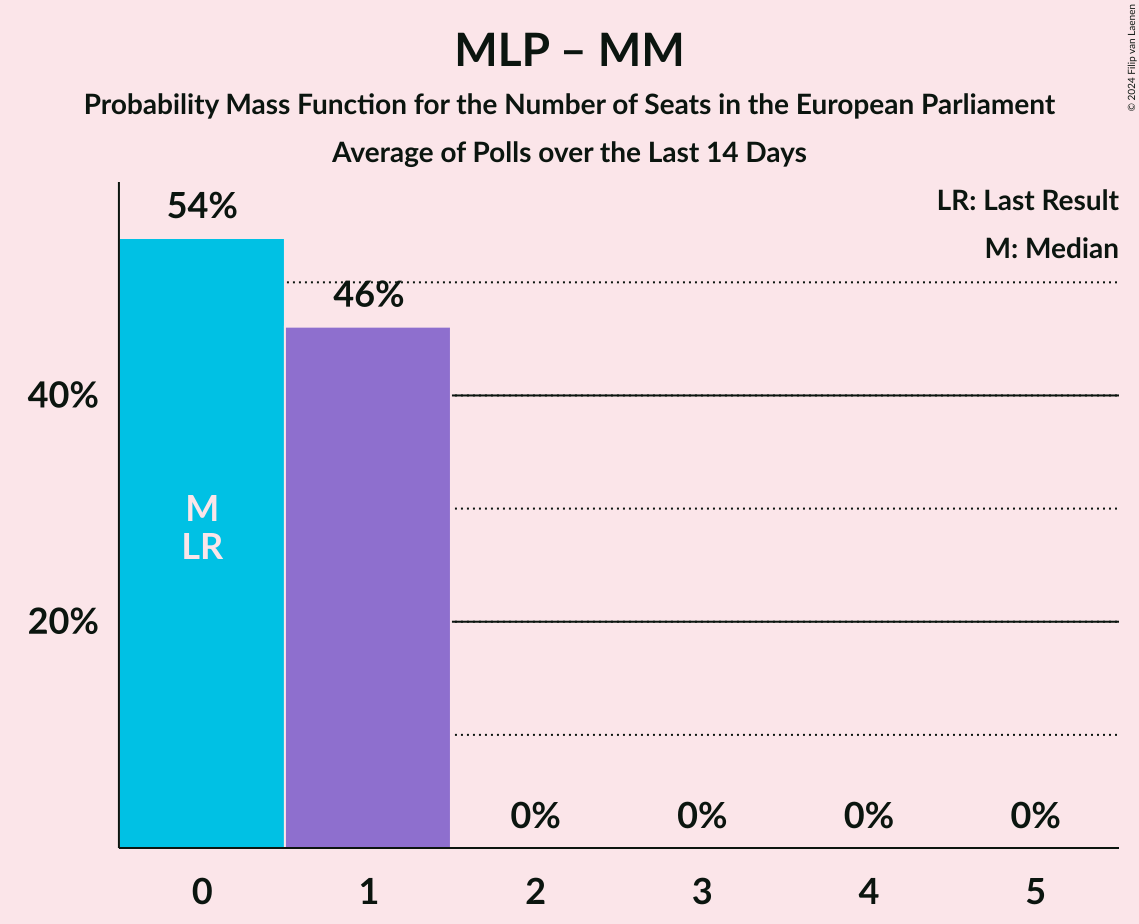 MLP – MM
Probability Mass Function for the Number of Seats in the European Parliament
Average of Polls over the Last 14 Days
© 2024 Filip van Laenen
LR: Last Result
M: Median
54%
46%
40%
M
LR
20%
0% 0% 0% 0%
0 1 2 3 4 5